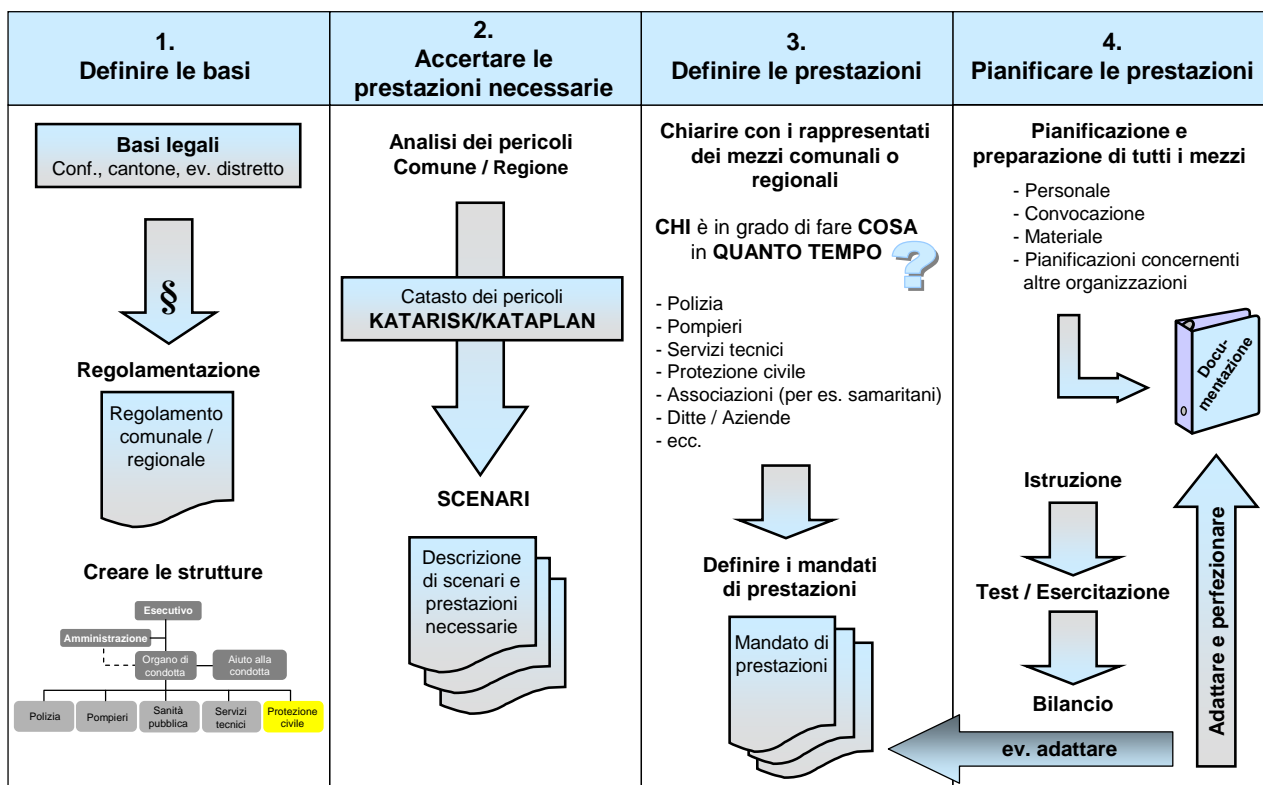 1.
Definire le basi
Basi legali
Conf., cantone, ev. distretto
§
Regolamentazione
Regolamento
comunale /
regionale
Creare le strutture
Esecutivo
Amministrazione
Organo di
condotta
Aiuto alla
condotta
Polizia
Pompieri
Sanità
pubblica
Servizi
tecnici
Protezione
civile
2.
Accertare le
prestazioni necessarie
Analisi dei pericoli
Comune / Regione
Catasto dei pericoli
KATARISK/KATAPLAN
SCENARI
Descrizione
di scenari e
prestazioni
necessarie
3.
Definire le prestazioni
Chiarire con i rappresentati
dei mezzi comunali o
regionali
CHI è in grado di fare COSA
in QUANTO TEMPO ?
- Polizia
- Pompieri
- Servizi tecnici
- Protezione civile
- Associazioni (per es. samaritani)
- Ditte / Aziende
- ecc.
Definire i mandati
di prestazioni
Mandato di
prestazioni
4.
Pianificare le prestazioni
Pianificazione e
preparazione di tutti i mezzi
- Personale
- Convocazione
- Materiale
- Pianificazioni concernenti
altre organizzazioni
Docu-
mentazione
Istruzione
Test / Esercitazione
Bilancio
Adattare e perfezionare
ev. adattare